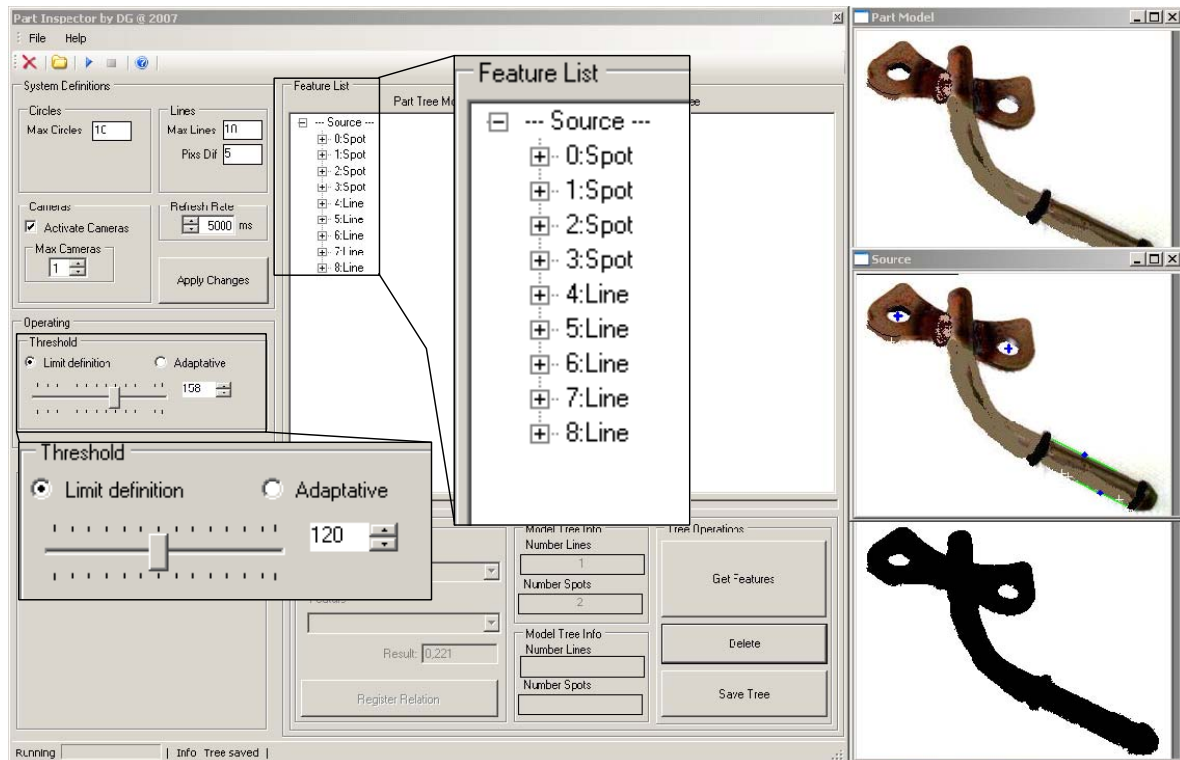 Part Inspector by DG @ 2007
File Help
System Definitions
Circles
Max Circles 10
Lines
Max Lines 10
Pixs Dif 5
Cameras
Activate Cameras
Max Cameras
1
Refresh Rate
5000 ms
Apply Changes
Operating
Threshold
Limit definition Adaptative
158
Threshold
Limit definition Adaptative
120
Feature List
Part Tree Mo
--- Source ---
0:Spot
1:Spot
2:Spot
3:Spot
4:Line
5:Line
6:Line
7:Line
8:Line
Feature List
--- Source ---
0:Spot
1:Spot
2:Spot
3:Spot
4:Line
5:Line
6:Line
7:Line
8:Line
Result: 0,221
Register Relation
Model Tree Info
Number Lines
1
Number Spots
2
Model Tree Info
Number Lines
Number Spots
Tree Operations
Get Features
Delete
Save Tree
Running | Info Tree saved |
Part Model
Source